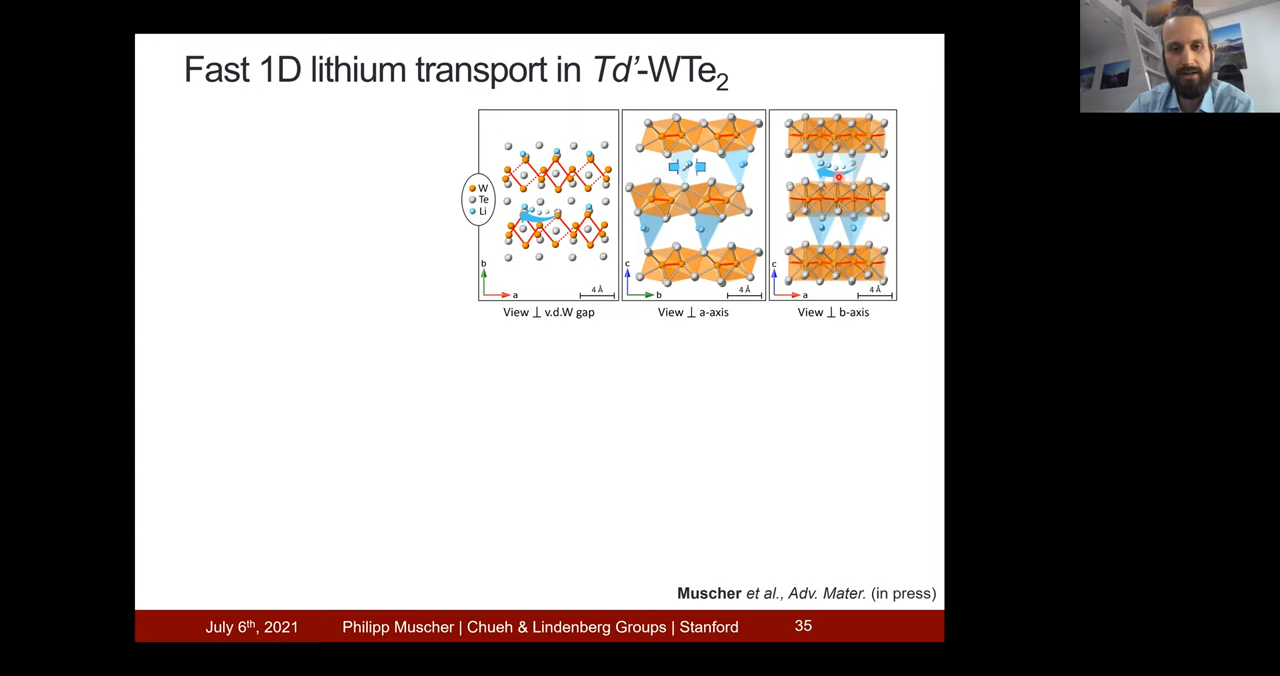 Fast 1D lithium transport in Td’-WTe2
W
Te
Li
b
a
4 Å
c
b
4 Å
c
a
4 Å
View ⊥ v.d.W gap
View ⊥ a-axis
View ⊥ b-axis
Muscher et al., Adv. Mater. (in press)
July 6th, 2021 Philipp Muscher | Chueh & Lindenberg Groups | Stanford 35